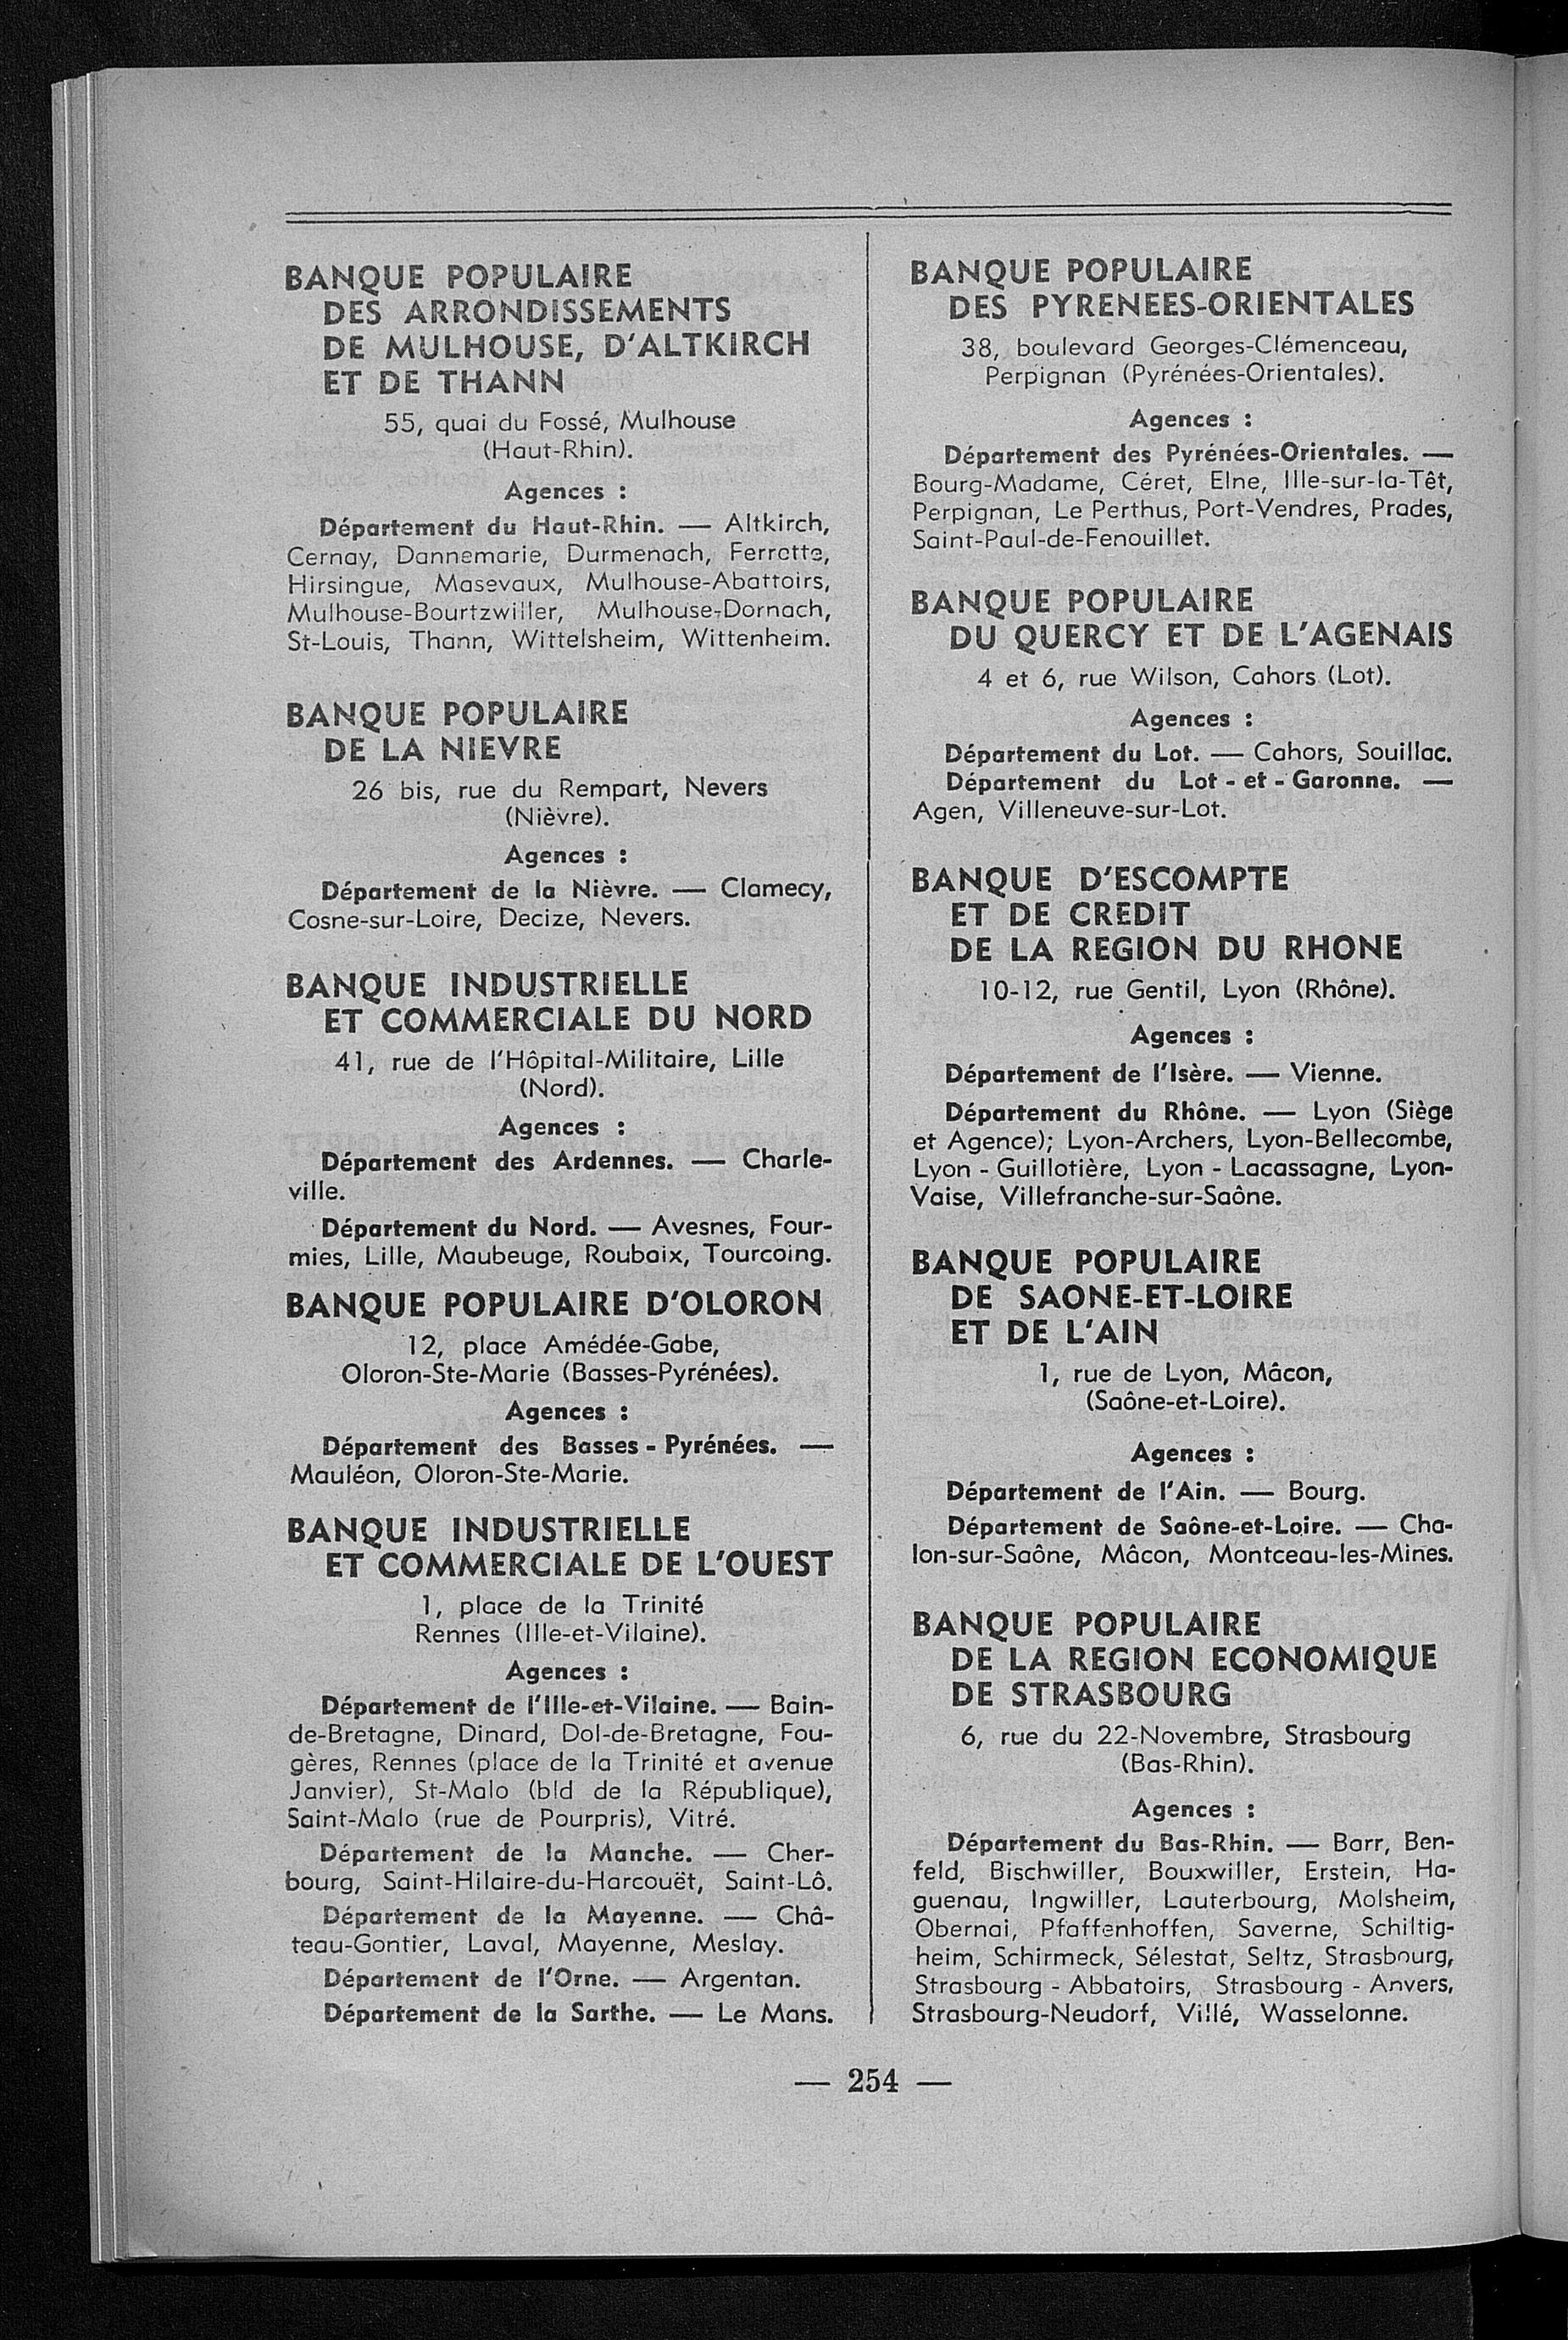 BANQUE POPULAIRE
DES ARRONDISSEMENTS
DE MULHOUSE, D'ALTKIRCH
ET DE THANN
55, quai du Fossé, Mulhouse
(Haut-Rhin).
Agences :
Département du Haut-Rhin. — Altkirch,
Cernay, Dannemarie, Durmenach, Ferrette,
Hirsingue, Masevaux, Mulhouse-Abattoirs,
Mulhouse-Bourtzwiller, Mulhouse-Dornach,
St-Louis, Thann, Wittelsheim, Wittenheim.
BANQUE POPULAIRE
DE LA NIEVRE
26 bis, rue du Rempart, Nevers
(Nièvre).
Agences :
Département de la Nièvre. — Clamecy,
Cosne-sur-Loire, Decize, Nevers.
BANQUE INDUSTRIELLE
ET COMMERCIALE DU NORD
41, rue de l'Hôpital-Militaire, Lille
(Nord).
Agences :
Département des Ardennes. — Charle-
ville.
Département du Nord. — Avesnes, Four-
mies, Lille, Maubeuge, Roubaix, Tourcoing.
BANQUE POPULAIRE D'OLORON
12, place Amédée-Gabe,
Oloron-Ste-Marie (Basses-Pyrénées).
Agences :
Département des Basses - Pyrénées. —
Mauléon, Oloron-Ste-Marie.
BANQUE INDUSTRIELLE
ET COMMERCIALE DE L'OUEST
1, place de la Trinité
Rennes (Ille-et-Vilaine).
Agences :
Département de l'Ille-et-Vilaine. — Bain-
de-Bretagne, Dinard, Dol-de-Bretagne, Fou-
gères, Rennes (place de la Trinité et avenue
Janvier), St-Malo (bld de la République),
Saint-Malo (rue de Pourpris), Vitré.
Département de la Manche. — Cher-
bourg, Saint-Hilaire-du-Harcouët, Saint-Lô.
Département de la Mayenne. — Châ-
teau-Gontier, Laval, Mayenne, Meslay.
Département de l'Orne. — Argentan.
Département de la Sarthe. — Le Mans.
BANQUE POPULAIRE
DES PYRENEES-ORIENTALES
38, boulevard Georges-Clémenceau,
Perpignan (Pyrénées-Orientales).
Agences :
Département des Pyrénées-Orientales. —
Bourg-Madame, Céret, Elne, Ille-sur-la-Têt,
Perpignan, Le Perthus, Port-Vendres, Prades,
Saint-Paul-de-Fenouillet.
BANQUE POPULAIRE
DU QUERCY ET DE L'AGENAIS
4 et 6, rue Wilson, Cahors (Lot).
Agences :
Département du Lot. — Cahors, Souillac.
Département du Lot - et - Garonne. —
Agen, Villeneuve-sur-Lot.
BANQUE D'ESCOMPTE
ET DE CREDIT
DE LA REGION DU RHONE
10-12, rue Gentil, Lyon (Rhône).
Agences :
Département de l'Isère. — Vienne.
Département du Rhône. — Lyon (Siège
et Agence); Lyon-Archers, Lyon-Bellecombe,
Lyon - Guillotière, Lyon - Lacassagne, Lyon-
Vaise, Villefranche-sur-Saône.
BANQUE POPULAIRE
DE SAONE-ET-LOIRE
ET DE L'AIN
1, rue de Lyon, Mâcon,
(Saône-et-Loire).
Agences :
Département de l'Ain. — Bourg.
Département de Saône-et-Loire. — Cha-
lon-sur-Saône, Mâcon, Montceau-les-Mines.
BANQUE POPULAIRE
DE LA REGION ECONOMIQUE
DE STRASBOURG
6, rue du 22-Novembre, Strasbourg
(Bas-Rhin).
Agences :
Département du Bas-Rhin. — Barr, Ben-
feld, Bischwiller, Bouxwiller, Erstein, Ha-
guenau, Ingwiller, Lauterbourg, Molsheim,
Obernai, Pfaffenhoffen, Saverne, Schiltig-
heim, Schirmeck, Sélestat, Seltz, Strasbourg,
Strasbourg - Abbatoirs, Strasbourg - Anvers,
Strasbourg-Neudorf, Villé, Wasselonne.
— 254 —